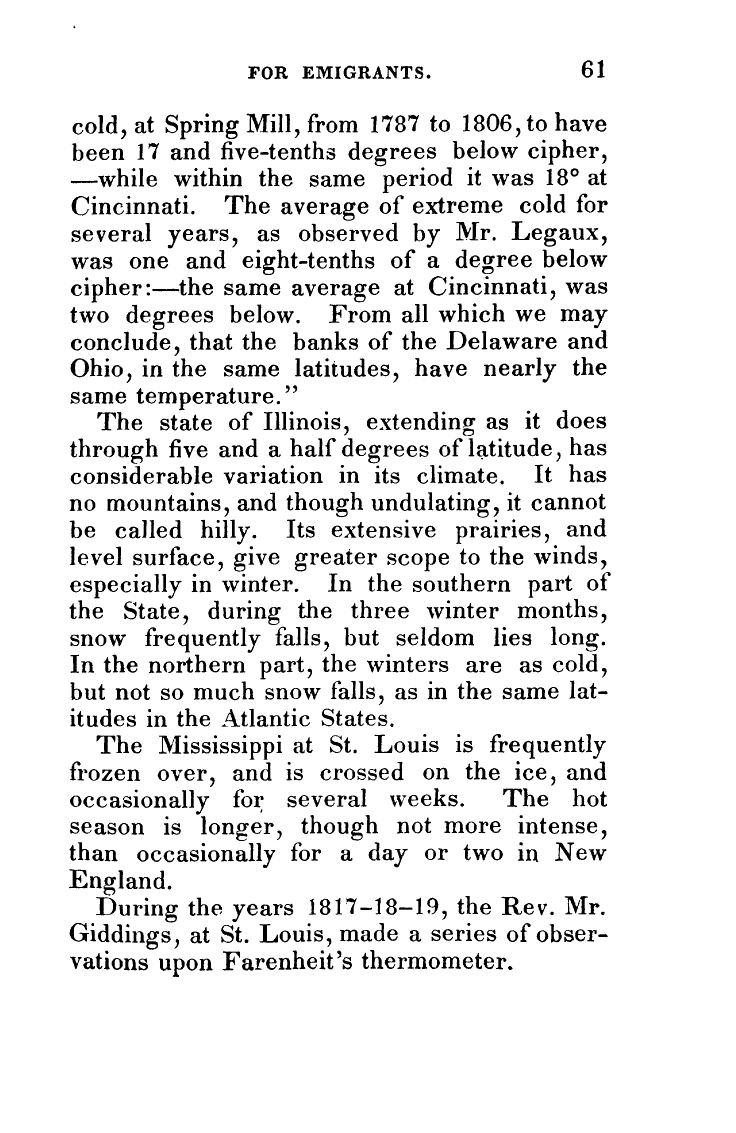 FOR EMIGRANTS. 61
cold, at Spring Mill, from 1787 to 1806, to have
been 17 and five-tenths degrees below cipher,
—while within the same period it was 18° at
Cincinnati. The average of extreme cold for
several years, as observed by Mr. Legaux,
was one and eight-tenths of a degree below
cipher:—the same average at Cincinnati, was
two degrees below. From all which we may
conclude, that the banks of the Delaware and
Ohio, in the same latitudes, have nearly the
same temperature.”
The state of Illinois, extending as it does
through five and a half degrees of latitude, has
considerable variation in its climate. It has
no mountains, and though undulating, it cannot
be called hilly. Its extensive prairies, and
level surface, give greater scope to the winds,
especially in winter. In the southern part of
the State, during the three winter months,
snow frequently falls, but seldom lies long.
In the northern part, the winters are as cold,
but not so much snow falls, as in the same lat-
itudes in the Atlantic States.
The Mississippi at St. Louis is frequently
frozen over, and is crossed on the ice, and
occasionally for several weeks. The hot
season is longer, though not more intense,
than occasionally for a day or two in New
England.
During the years 1817–18–19, the Rev. Mr.
Giddings, at St. Louis, made a series of obser-
vations upon Farenheit's thermometer.